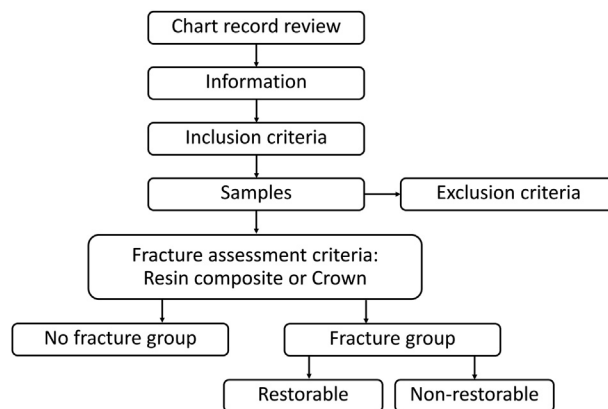 Chart record review
Information
Inclusion criteria
Samples
Exclusion criteria
Fracture assessment criteria:
Resin composite or Crown
No fracture group
Fracture group
Restorable
Non-restorable